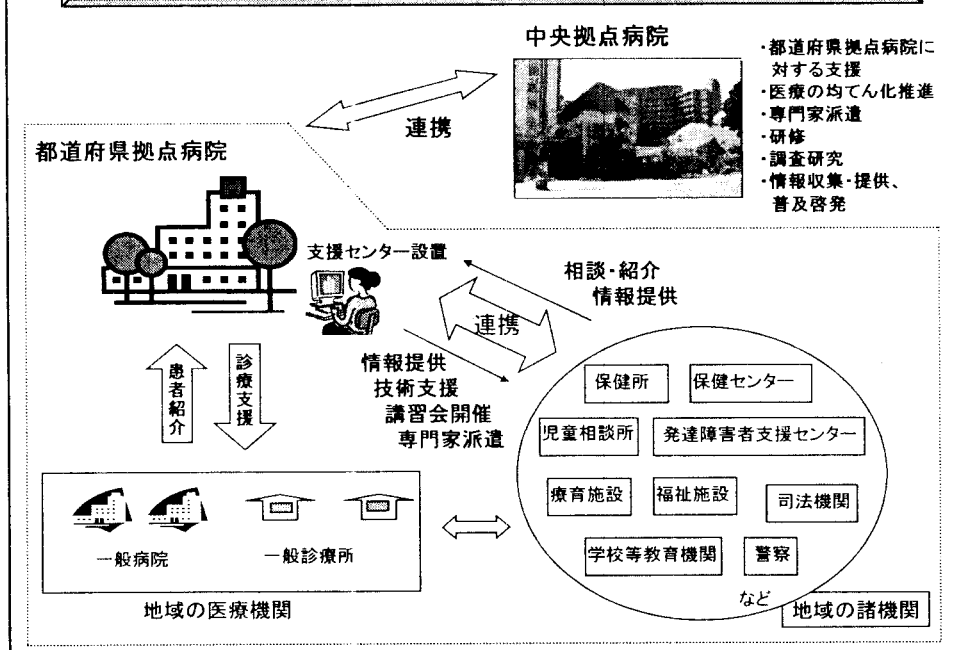 中央拠点病院
・都道府県拠点病院に
対する支援
・医療の均てん化推進
・専門家派遣
・研修
・調査研究
・情報収集・提供、
普及啓発
連携
都道府県拠点病院
支援センター設置
相談・紹介
情報提供
連携
患者紹介
診療支援
情報提供
技術支援
講習会開催
専門家派遣
保健所
保健センター
児童相談所
発達障害者支援センター
療育施設
福祉施設
司法機関
学校等教育機関
警察
など
地域の諸機関
一般病院
一般診療所
地域の医療機関